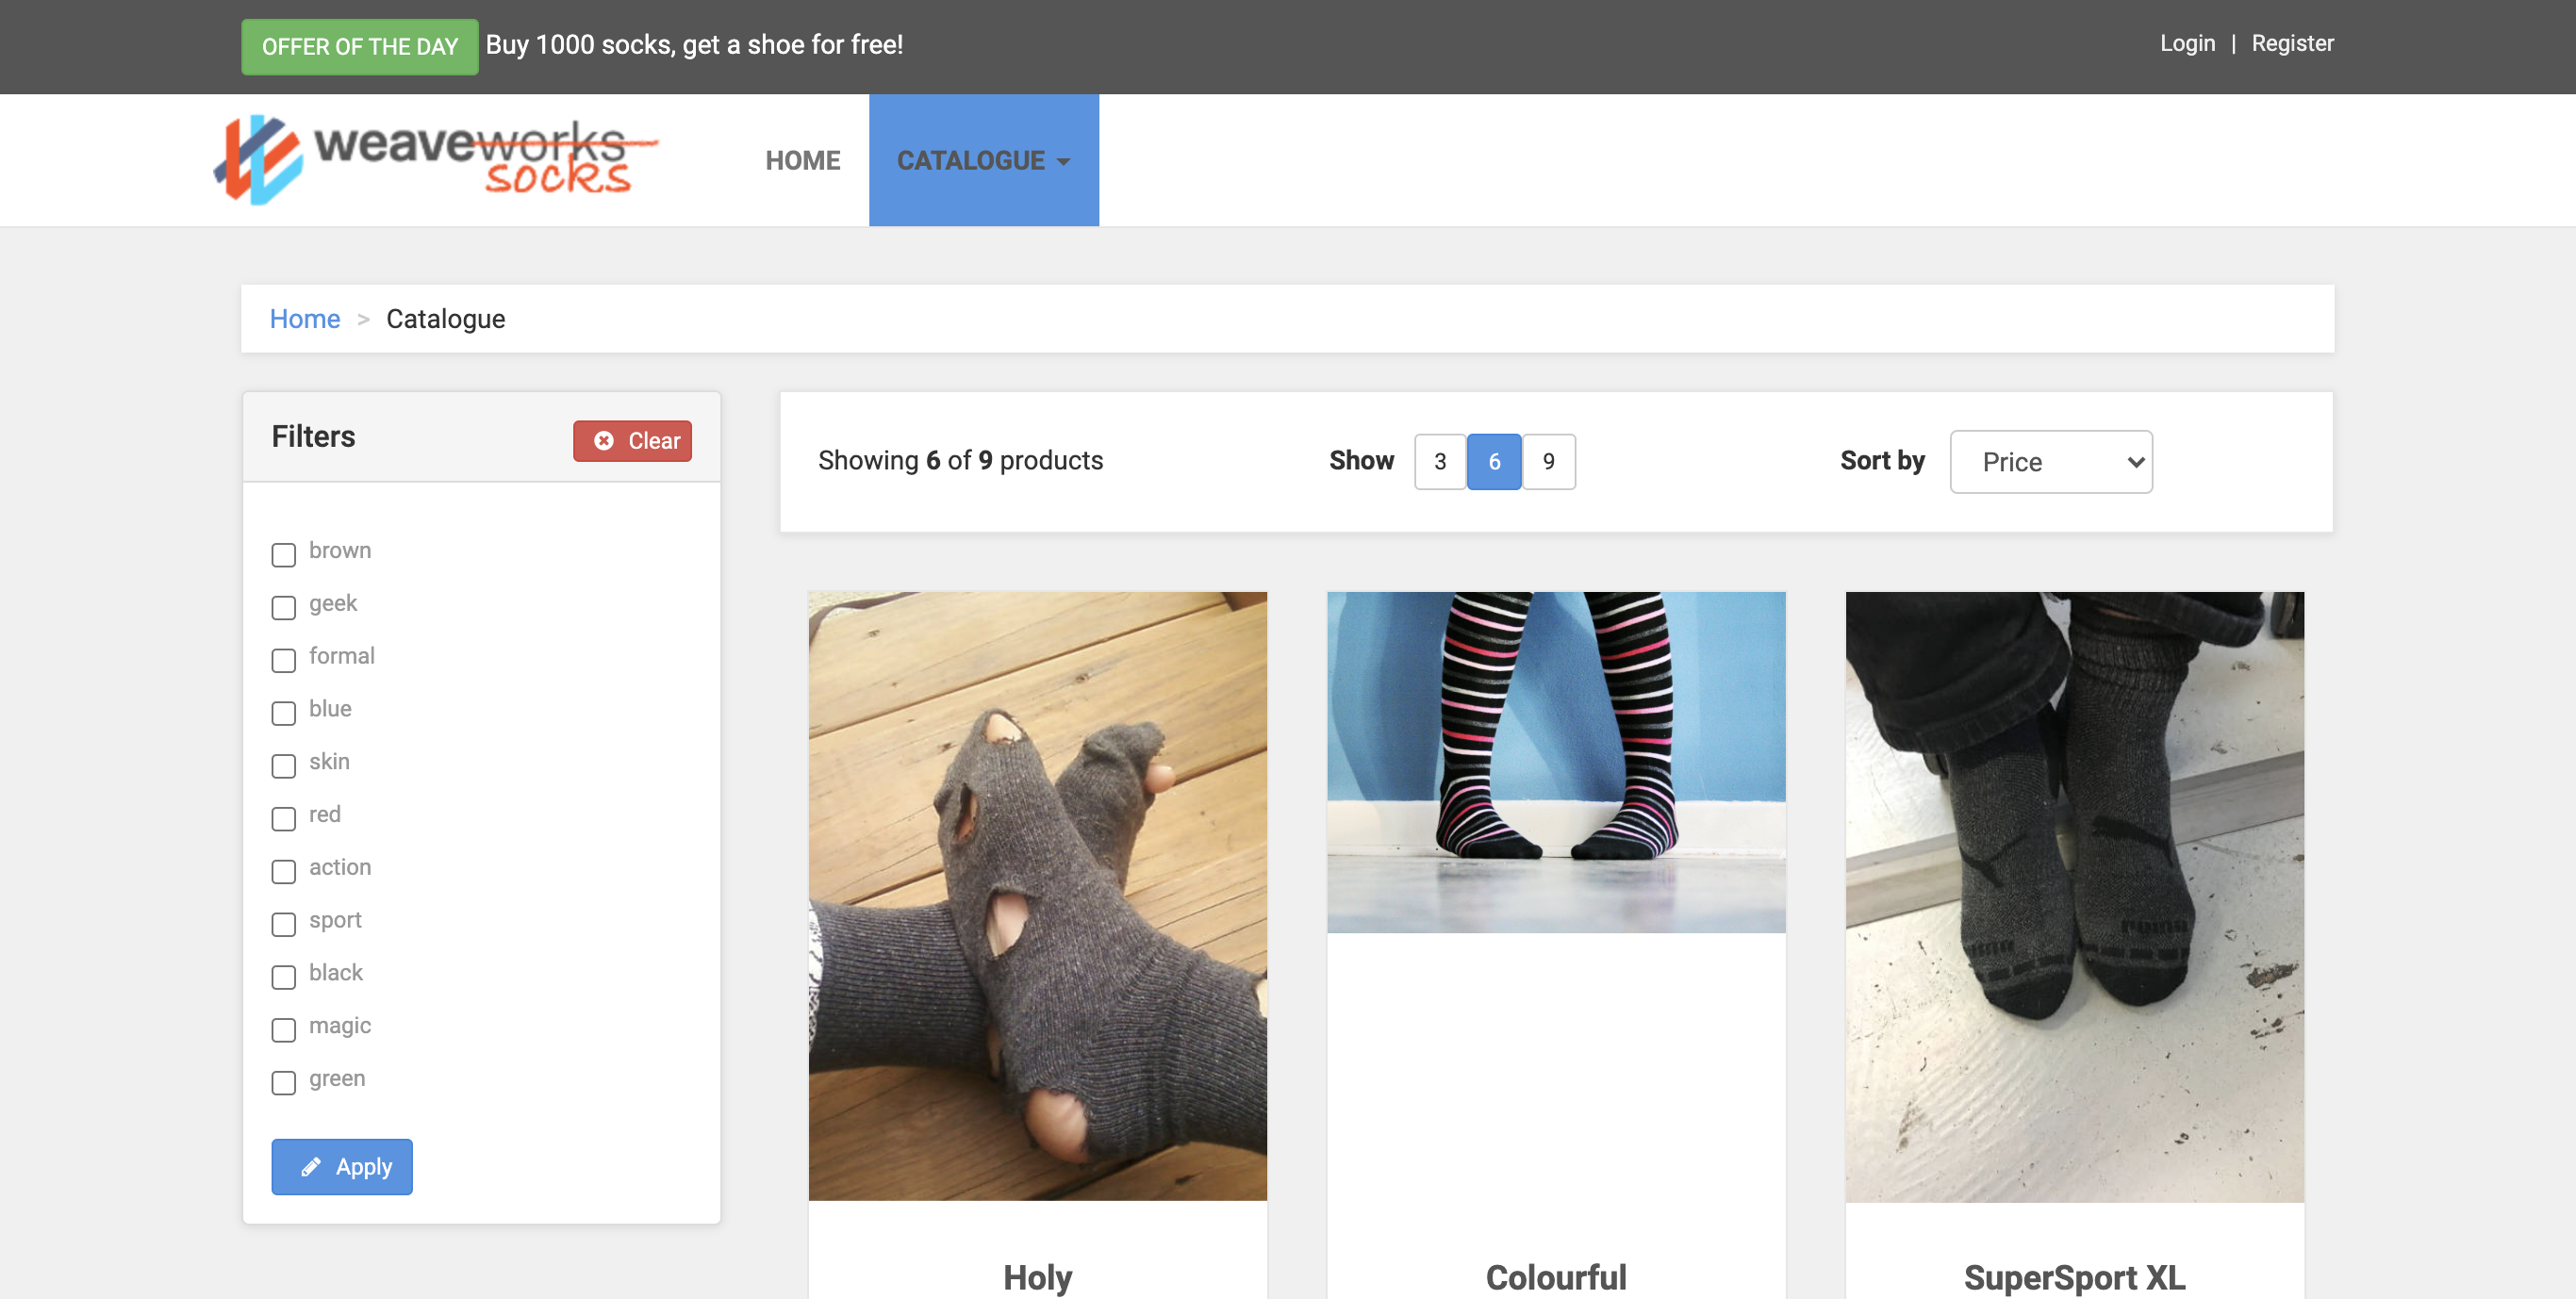 OFFER OF THE DAY Buy 1000 socks, get a shoe for free!
Login | Register
weaveworks
socks
HOME
CATALOGUE
Home > Catalogue
Filters
Clear
brown
geek
formal
blue
skin
red
action
sport
black
magic
green
Apply
Showing 6 of 9 products
Show 3 6 9
Sort by Price
Holy
Colourful
SuperSport XL